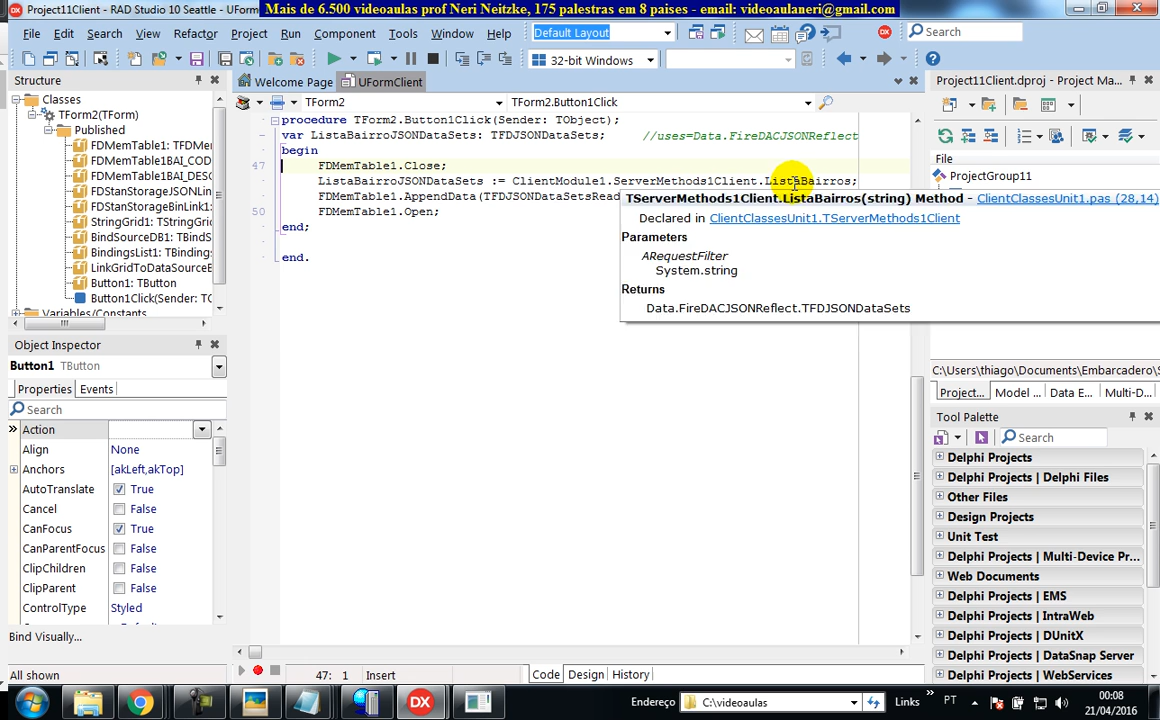 Project11Client - RAD Studio 10 Seattle - UForm
Mais de 6.500 videoaulas prof Neri Neitzke, 175 palestras em 8 paises - email: videoaulaneri@gmail.com
File Edit Search View Refactor Project Run Component Tools Window Help
Default Layout
Search
32-bit Windows
Structure
Welcome Page
UFormClient
Project11Client.dproj - Project Ma...
Classes
TForm2(TForm)
Published
FDMemTable1: TFDMem
FDMemTable1BAI_COD
FDMemTable1BAI_DESC
FDStanStorageJSONLink
FDStanStorageBinLink1
StringGrid1: TStringGrid
BindSourceDB1: TBindS
BindingsList1: TBindingsL
LinkGridToDataSourceB
Button1: TButton
Button1Click(Sender: TO
Variables/Constants
TForm2
TForm2.Button1Click
procedure TForm2.Button1Click(Sender: TObject);
var ListaBairroJSONDataSets: TFDJSONDataSets; //uses=Data.FireDACJSONReflect
begin
47 FDMemTable1.Close;
ListaBairroJSONDataSets := ClientModule1.ServerMethods1Client.ListaBairros;
FDMemTable1.AppendData(TFDJSONDataSetsRead
50 FDMemTable1.Open;
end;
end.
TServerMethods1Client.ListaBairros(string) Method - ClientClassesUnit1.pas (28,14)
Declared in ClientClassesUnit1.TServerMethods1Client
Parameters
ARequestFilter
System.string
Returns
Data.FireDACJSONReflect.TFDJSONDataSets
File
ProjectGroup11
C:\Users\thiago\Documents\Embarcadero\S
Project... Model ... Data E... Multi-D...
Object Inspector
Button1 TButton
Properties Events
Search
Action
Align None
Anchors [akLeft,akTop]
AutoTranslate True
Cancel False
CanFocus True
CanParentFocus False
ClipChildren False
ClipParent False
ControlType Styled
Bind Visually...
All shown
47: 1 Insert
Code Design History
Tool Palette
Search
Delphi Projects
Delphi Projects | Delphi Files
Other Files
Design Projects
Unit Test
Delphi Projects | Multi-Device Pr...
Web Documents
Delphi Projects | EMS
Delphi Projects | IntraWeb
Delphi Projects | DUnitX
Delphi Projects | DataSnap Server
Delphi Projects | WebServices
Endereço C:\videoaulas
Links
PT
00:08
21/04/2016